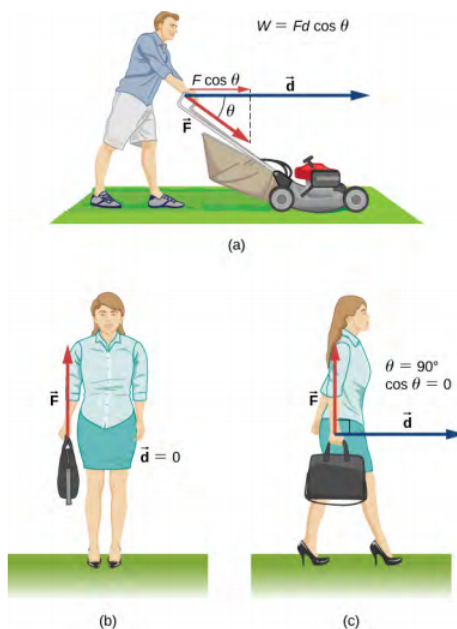 W = Fd cos θ
F cos θ
d⃗
θ
F⃗
(a)
F⃗
d⃗ = 0
(b)
θ = 90°
cos θ = 0
F⃗
d⃗
(c)